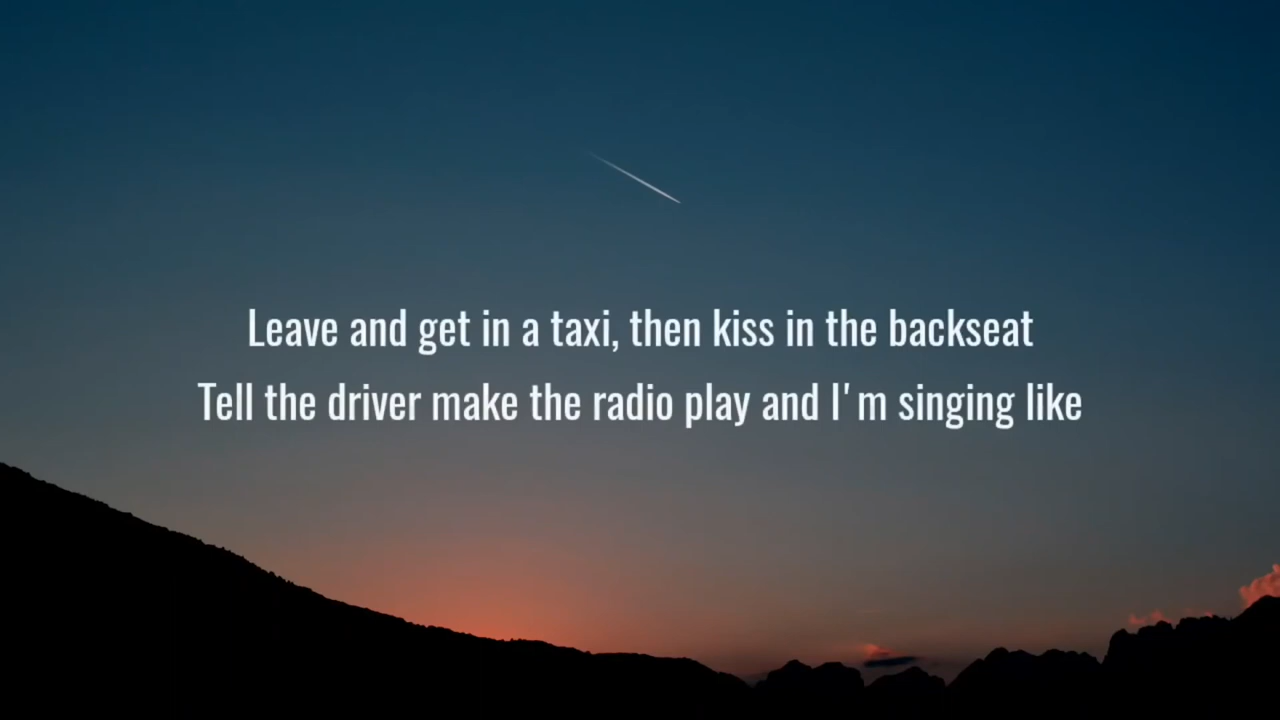 Leave and get in a taxi, then kiss in the backseat
Tell the driver make the radio play and I'm singing like